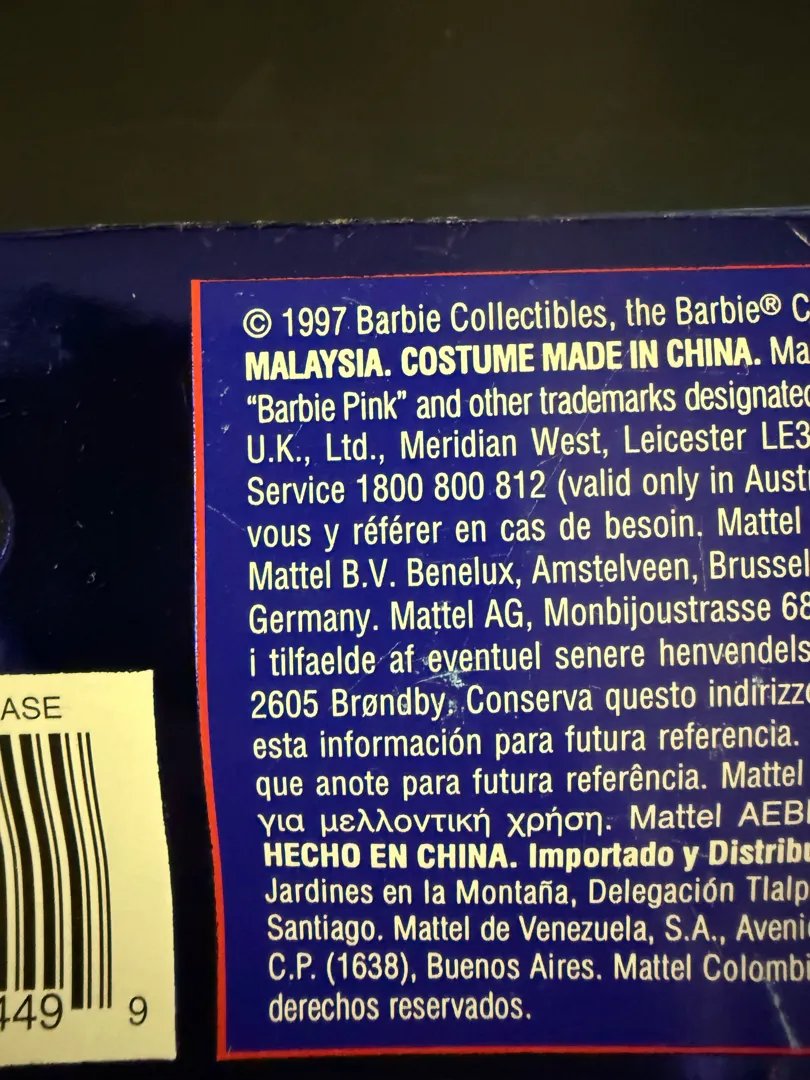 © 1997 Barbie Collectibles, the Barbie® C
MALAYSIA. COSTUME MADE IN CHINA. Ma
"Barbie Pink" and other trademarks designated
U.K., Ltd., Meridian West, Leicester LE3
Service 1800 800 812 (valid only in Aust
vous y référer en cas de besoin. Mattel
Mattel B.V. Benelux, Amstelveen, Brussel
Germany. Mattel AG, Monbijoustrasse 68
i tilfaelde af eventuel senere henvendels
2605 Brøndby. Conserva questo indirizzo
esta información para futura referencia.
que anote para futura referência. Mattel
για μελλοντική χρήση. Mattel AEB
HECHO EN CHINA. Importado y Distribu
Jardines en la Montaña, Delegación Tlalp
Santiago. Mattel de Venezuela, S.A., Aveni
C.P. (1638), Buenos Aires. Mattel Colombi
derechos reservados.
ASE
449 9